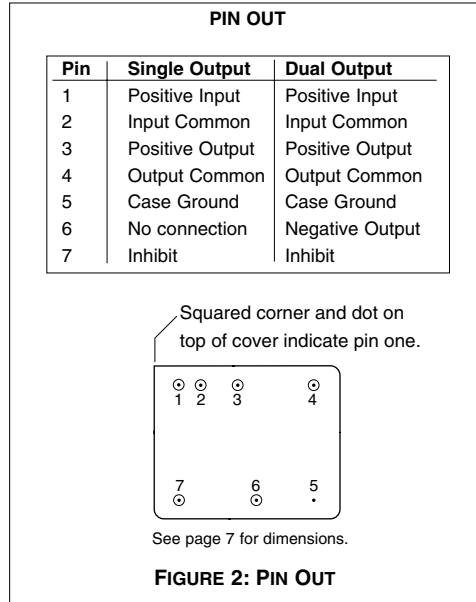 PIN OUT
Pin Single Output Dual Output
1 Positive Input Positive Input
2 Input Common Input Common
3 Positive Output Positive Output
4 Output Common Output Common
5 Case Ground Case Ground
6 No connection Negative Output
7 Inhibit Inhibit
Squared corner and dot on
top of cover indicate pin one.
1 2 3 4
7 6 5
See page 7 for dimensions.
FIGURE 2: PIN OUT